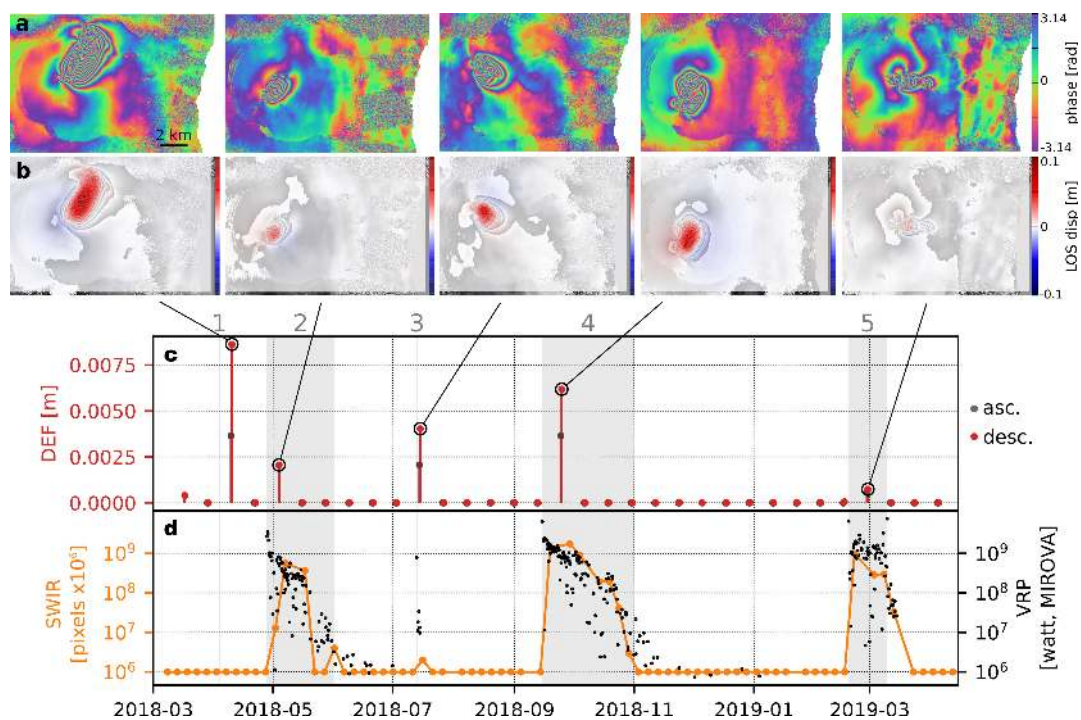 a
3.14
0
-3.14
phase [rad]
2 km
b
0.1
0
-0.1
LOS disp [m]
1 2 3 4 5
c
0.0075
0.0050
0.0025
0.0000
DEF [m]
asc.
desc.
d
10⁹
10⁸
10⁷
10⁶
SWIR
[pixels x10⁶]
10⁹
10⁸
10⁷
10⁶
VRP
[watt, MIROVA]
2018-03 2018-05 2018-07 2018-09 2018-11 2019-01 2019-03